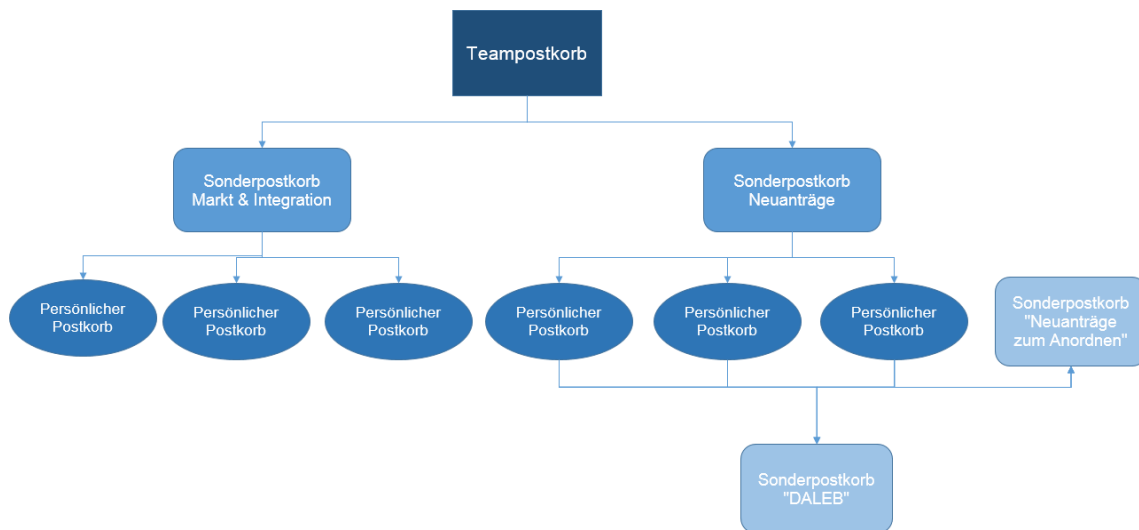 Teampostkorb
Sonderpostkorb
Markt & Integration
Sonderpostkorb
Neuanträge
Persönlicher
Postkorb
Persönlicher
Postkorb
Persönlicher
Postkorb
Persönlicher
Postkorb
Persönlicher
Postkorb
Persönlicher
Postkorb
Sonderpostkorb
"Neuanträge
zum Anordnen"
Sonderpostkorb
"DALEB"